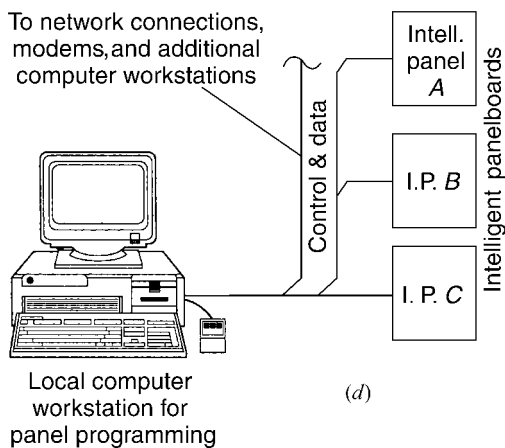 To network connections,
modems, and additional
computer workstations
Intell.
panel
A
Control & data
I.P. B
Intelligent panelboards
I. P. C
Local computer
workstation for
panel programming
(d)